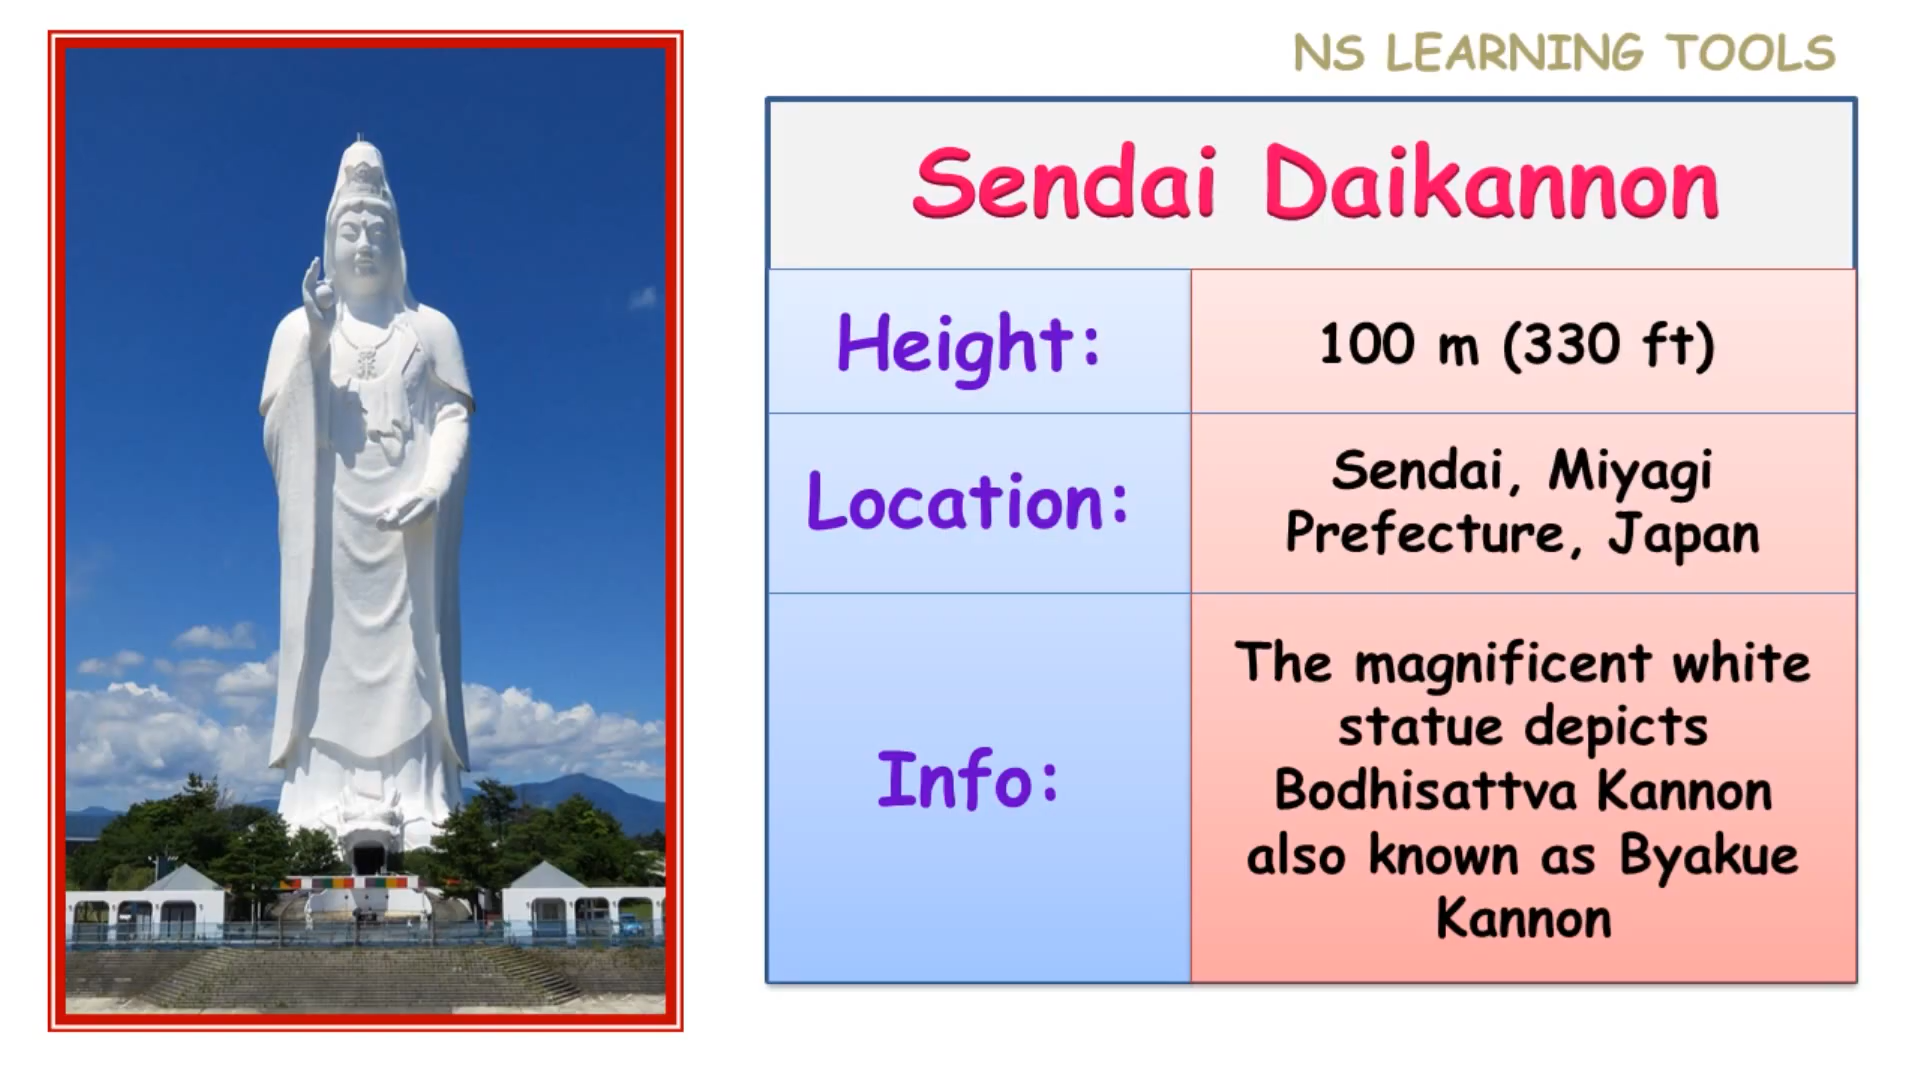 NS LEARNING TOOLS
Sendai Daikannon
Height:
100 m (330 ft)
Location:
Sendai, Miyagi
Prefecture, Japan
Info:
The magnificent white
statue depicts
Bodhisattva Kannon
also known as Byakue
Kannon